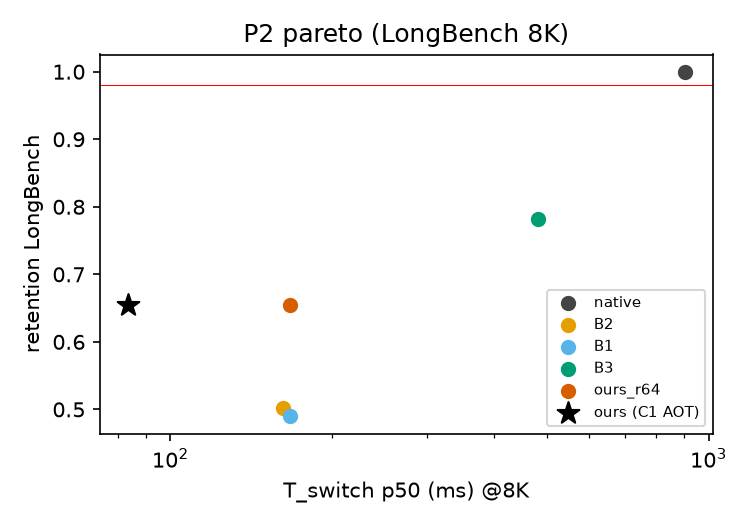 P2 pareto (LongBench 8K)
retention LongBench
1.0
0.9
0.8
0.7
0.6
0.5
native
B2
B1
B3
ours_r64
ours (C1 AOT)
10²
10³
T_switch p50 (ms) @8K